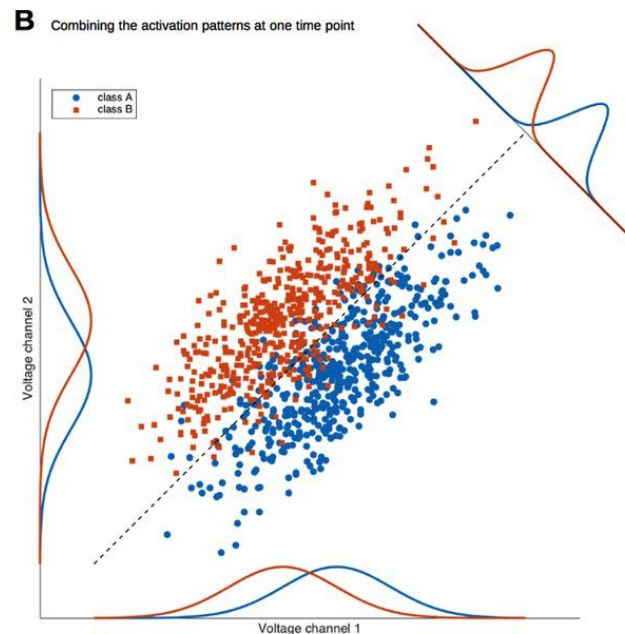 B Combining the activation patterns at one time point
class A
class B
Voltage channel 2
Voltage channel 1